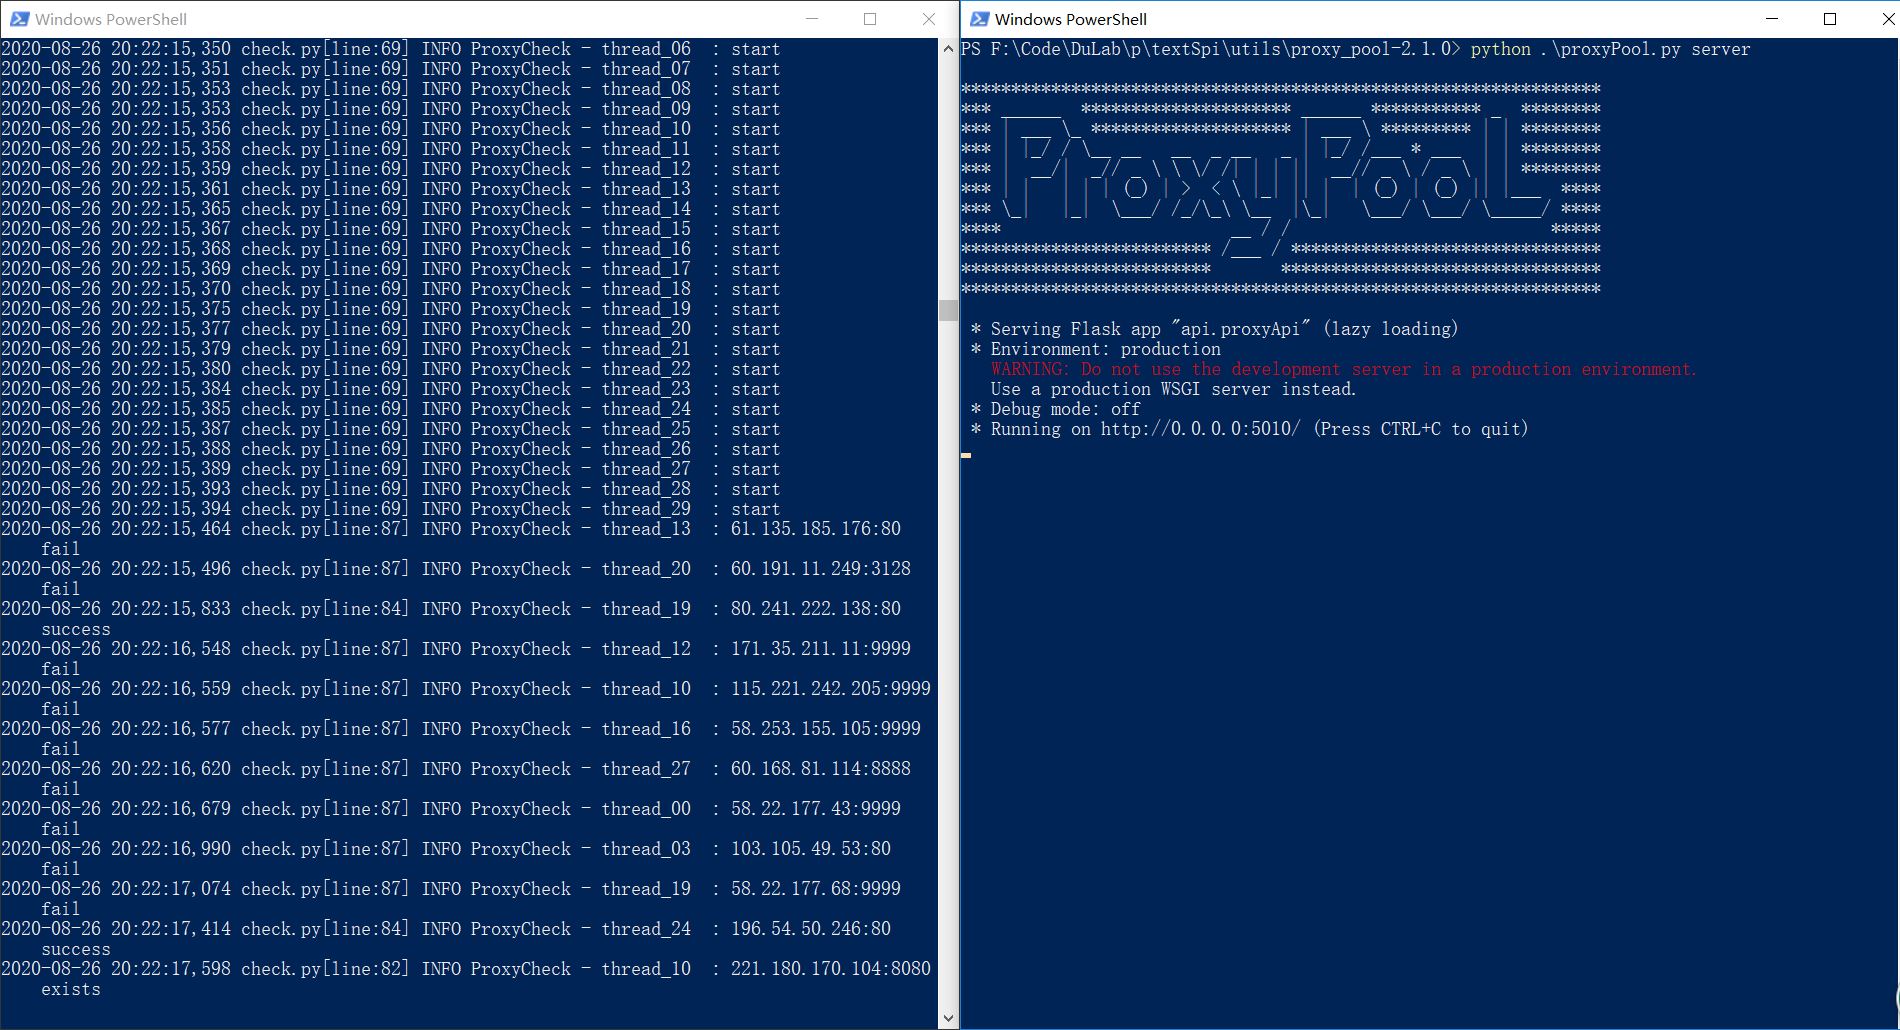 Windows PowerShell
2020-08-26 20:22:15,350 check.py[line:69] INFO ProxyCheck - thread_06  : start
2020-08-26 20:22:15,351 check.py[line:69] INFO ProxyCheck - thread_07  : start
2020-08-26 20:22:15,353 check.py[line:69] INFO ProxyCheck - thread_08  : start
2020-08-26 20:22:15,353 check.py[line:69] INFO ProxyCheck - thread_09  : start
2020-08-26 20:22:15,356 check.py[line:69] INFO ProxyCheck - thread_10  : start
2020-08-26 20:22:15,358 check.py[line:69] INFO ProxyCheck - thread_11  : start
2020-08-26 20:22:15,359 check.py[line:69] INFO ProxyCheck - thread_12  : start
2020-08-26 20:22:15,361 check.py[line:69] INFO ProxyCheck - thread_13  : start
2020-08-26 20:22:15,365 check.py[line:69] INFO ProxyCheck - thread_14  : start
2020-08-26 20:22:15,367 check.py[line:69] INFO ProxyCheck - thread_15  : start
2020-08-26 20:22:15,368 check.py[line:69] INFO ProxyCheck - thread_16  : start
2020-08-26 20:22:15,369 check.py[line:69] INFO ProxyCheck - thread_17  : start
2020-08-26 20:22:15,370 check.py[line:69] INFO ProxyCheck - thread_18  : start
2020-08-26 20:22:15,375 check.py[line:69] INFO ProxyCheck - thread_19  : start
2020-08-26 20:22:15,377 check.py[line:69] INFO ProxyCheck - thread_20  : start
2020-08-26 20:22:15,379 check.py[line:69] INFO ProxyCheck - thread_21  : start
2020-08-26 20:22:15,380 check.py[line:69] INFO ProxyCheck - thread_22  : start
2020-08-26 20:22:15,384 check.py[line:69] INFO ProxyCheck - thread_23  : start
2020-08-26 20:22:15,385 check.py[line:69] INFO ProxyCheck - thread_24  : start
2020-08-26 20:22:15,387 check.py[line:69] INFO ProxyCheck - thread_25  : start
2020-08-26 20:22:15,388 check.py[line:69] INFO ProxyCheck - thread_26  : start
2020-08-26 20:22:15,389 check.py[line:69] INFO ProxyCheck - thread_27  : start
2020-08-26 20:22:15,393 check.py[line:69] INFO ProxyCheck - thread_28  : start
2020-08-26 20:22:15,394 check.py[line:69] INFO ProxyCheck - thread_29  : start
2020-08-26 20:22:15,464 check.py[line:87] INFO ProxyCheck - thread_13  : 61.135.185.176:80
fail
2020-08-26 20:22:15,496 check.py[line:87] INFO ProxyCheck - thread_20  : 60.191.11.249:3128
fail
2020-08-26 20:22:15,833 check.py[line:84] INFO ProxyCheck - thread_19  : 80.241.222.138:80
success
2020-08-26 20:22:16,548 check.py[line:87] INFO ProxyCheck - thread_12  : 171.35.211.11:9999
fail
2020-08-26 20:22:16,559 check.py[line:87] INFO ProxyCheck - thread_10  : 115.221.242.205:9999
fail
2020-08-26 20:22:16,577 check.py[line:87] INFO ProxyCheck - thread_16  : 58.253.155.105:9999
fail
2020-08-26 20:22:16,620 check.py[line:87] INFO ProxyCheck - thread_27  : 60.168.81.114:8888
fail
2020-08-26 20:22:16,679 check.py[line:87] INFO ProxyCheck - thread_00  : 58.22.177.43:9999
fail
2020-08-26 20:22:16,990 check.py[line:87] INFO ProxyCheck - thread_03  : 103.105.49.53:80
fail
2020-08-26 20:22:17,074 check.py[line:87] INFO ProxyCheck - thread_19  : 58.22.177.68:9999
fail
2020-08-26 20:22:17,414 check.py[line:84] INFO ProxyCheck - thread_24  : 196.54.50.246:80
success
2020-08-26 20:22:17,598 check.py[line:82] INFO ProxyCheck - thread_10  : 221.180.170.104:8080
exists
Windows PowerShell
PS F:\Code\DuLab\p\textSpi\utils\proxy_pool-2.1.0> python .\proxyPool.py server
ProxyPool
* Serving Flask app "api.proxyApi" (lazy loading)
* Environment: production
WARNING: Do not use the development server in a production environment.
Use a production WSGI server instead.
* Debug mode: off
* Running on http://0.0.0.0:5010/ (Press CTRL+C to quit)